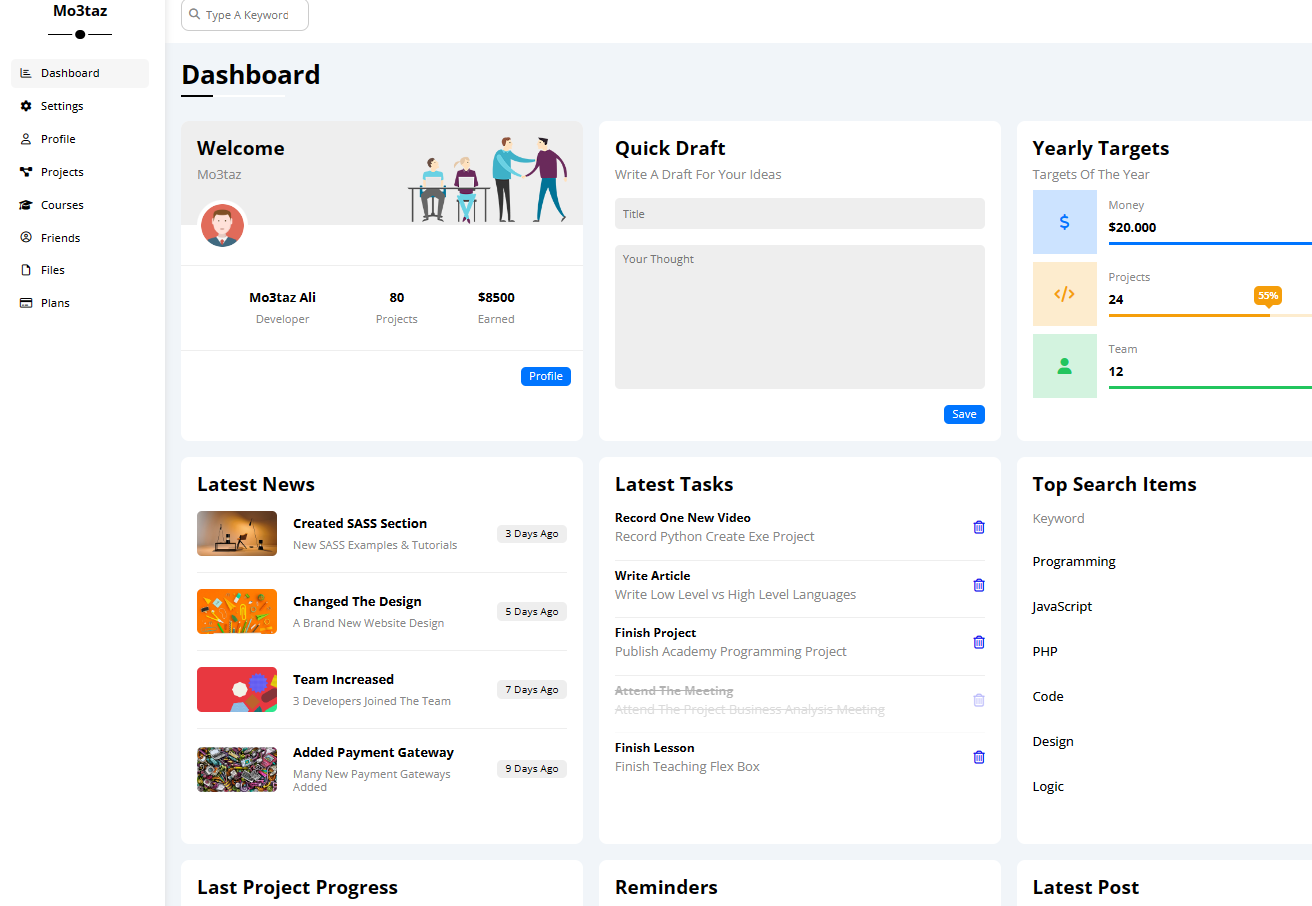 Mo3taz
Type A Keyword
Dashboard
Settings
Profile
Projects
Courses
Friends
Files
Plans
Dashboard
Welcome
Mo3taz
Mo3taz Ali
Developer
80
Projects
$8500
Earned
Profile
Quick Draft
Write A Draft For Your Ideas
Title
Your Thought
Save
Yearly Targets
Targets Of The Year
Money
$20.000
Projects
24
55%
Team
12
Latest News
Created SASS Section
New SASS Examples & Tutorials
3 Days Ago
Changed The Design
A Brand New Website Design
5 Days Ago
Team Increased
3 Developers Joined The Team
7 Days Ago
Added Payment Gateway
Many New Payment Gateways
Added
9 Days Ago
Latest Tasks
Record One New Video
Record Python Create Exe Project
Write Article
Write Low Level vs High Level Languages
Finish Project
Publish Academy Programming Project
Attend The Meeting
Attend The Project Business Analysis Meeting
Finish Lesson
Finish Teaching Flex Box
Top Search Items
Keyword
Programming
JavaScript
PHP
Code
Design
Logic
Last Project Progress
Reminders
Latest Post